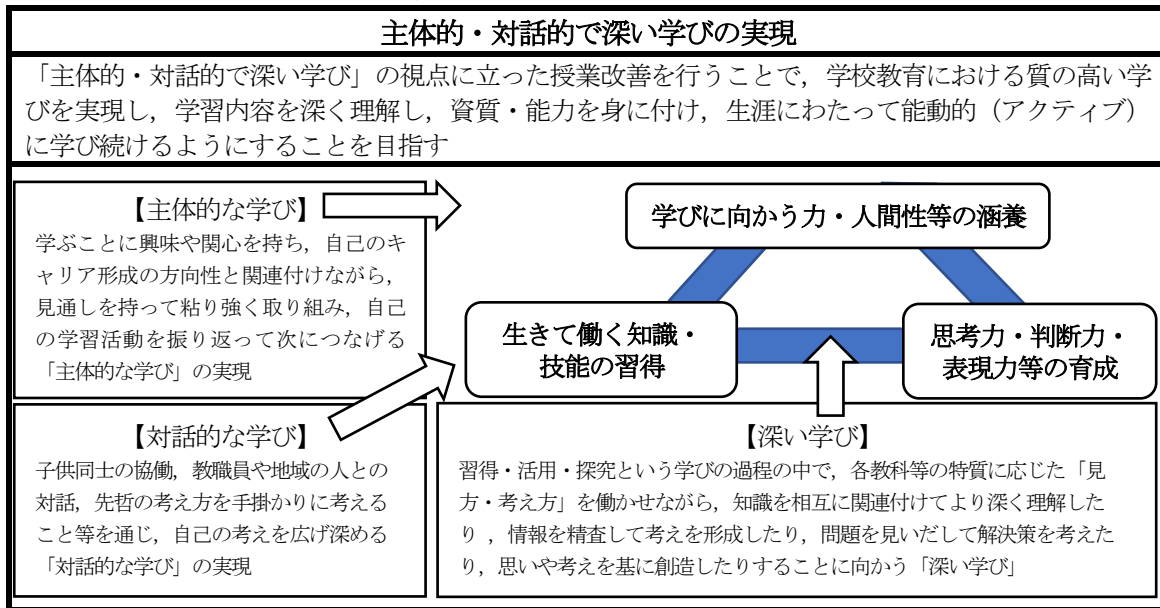 主体的・対話的で深い学びの実現
「主体的・対話的で深い学び」の視点に立った授業改善を行うことで，学校教育における質の高い学
びを実現し，学習内容を深く理解し，資質・能力を身に付け，生涯にわたって能動的（アクティブ）
に学び続けるようにすることを目指す
【主体的な学び】
学ぶことに興味や関心を持ち，自己のキ
ャリア形成の方向性と関連付けながら，
見通しを持って粘り強く取り組み，自己
の学習活動を振り返って次につなげる
「主体的な学び」の実現
学びに向かう力・人間性等の涵養
生きて働く知識・
技能の習得
思考力・判断力・
表現力等の育成
【対話的な学び】
子供同士の協働，教職員や地域の人との
対話，先哲の考え方を手掛かりに考える
こと等を通じ，自己の考えを広げ深める
「対話的な学び」の実現
【深い学び】
習得・活用・探究という学びの過程の中で，各教科等の特質に応じた「見
方・考え方」を働かせながら，知識を相互に関連付けてより深く理解した
り ，情報を精査して考えを形成したり，問題を見いだして解決策を考えた
り，思いや考えを基に創造したりすることに向かう「深い学び」